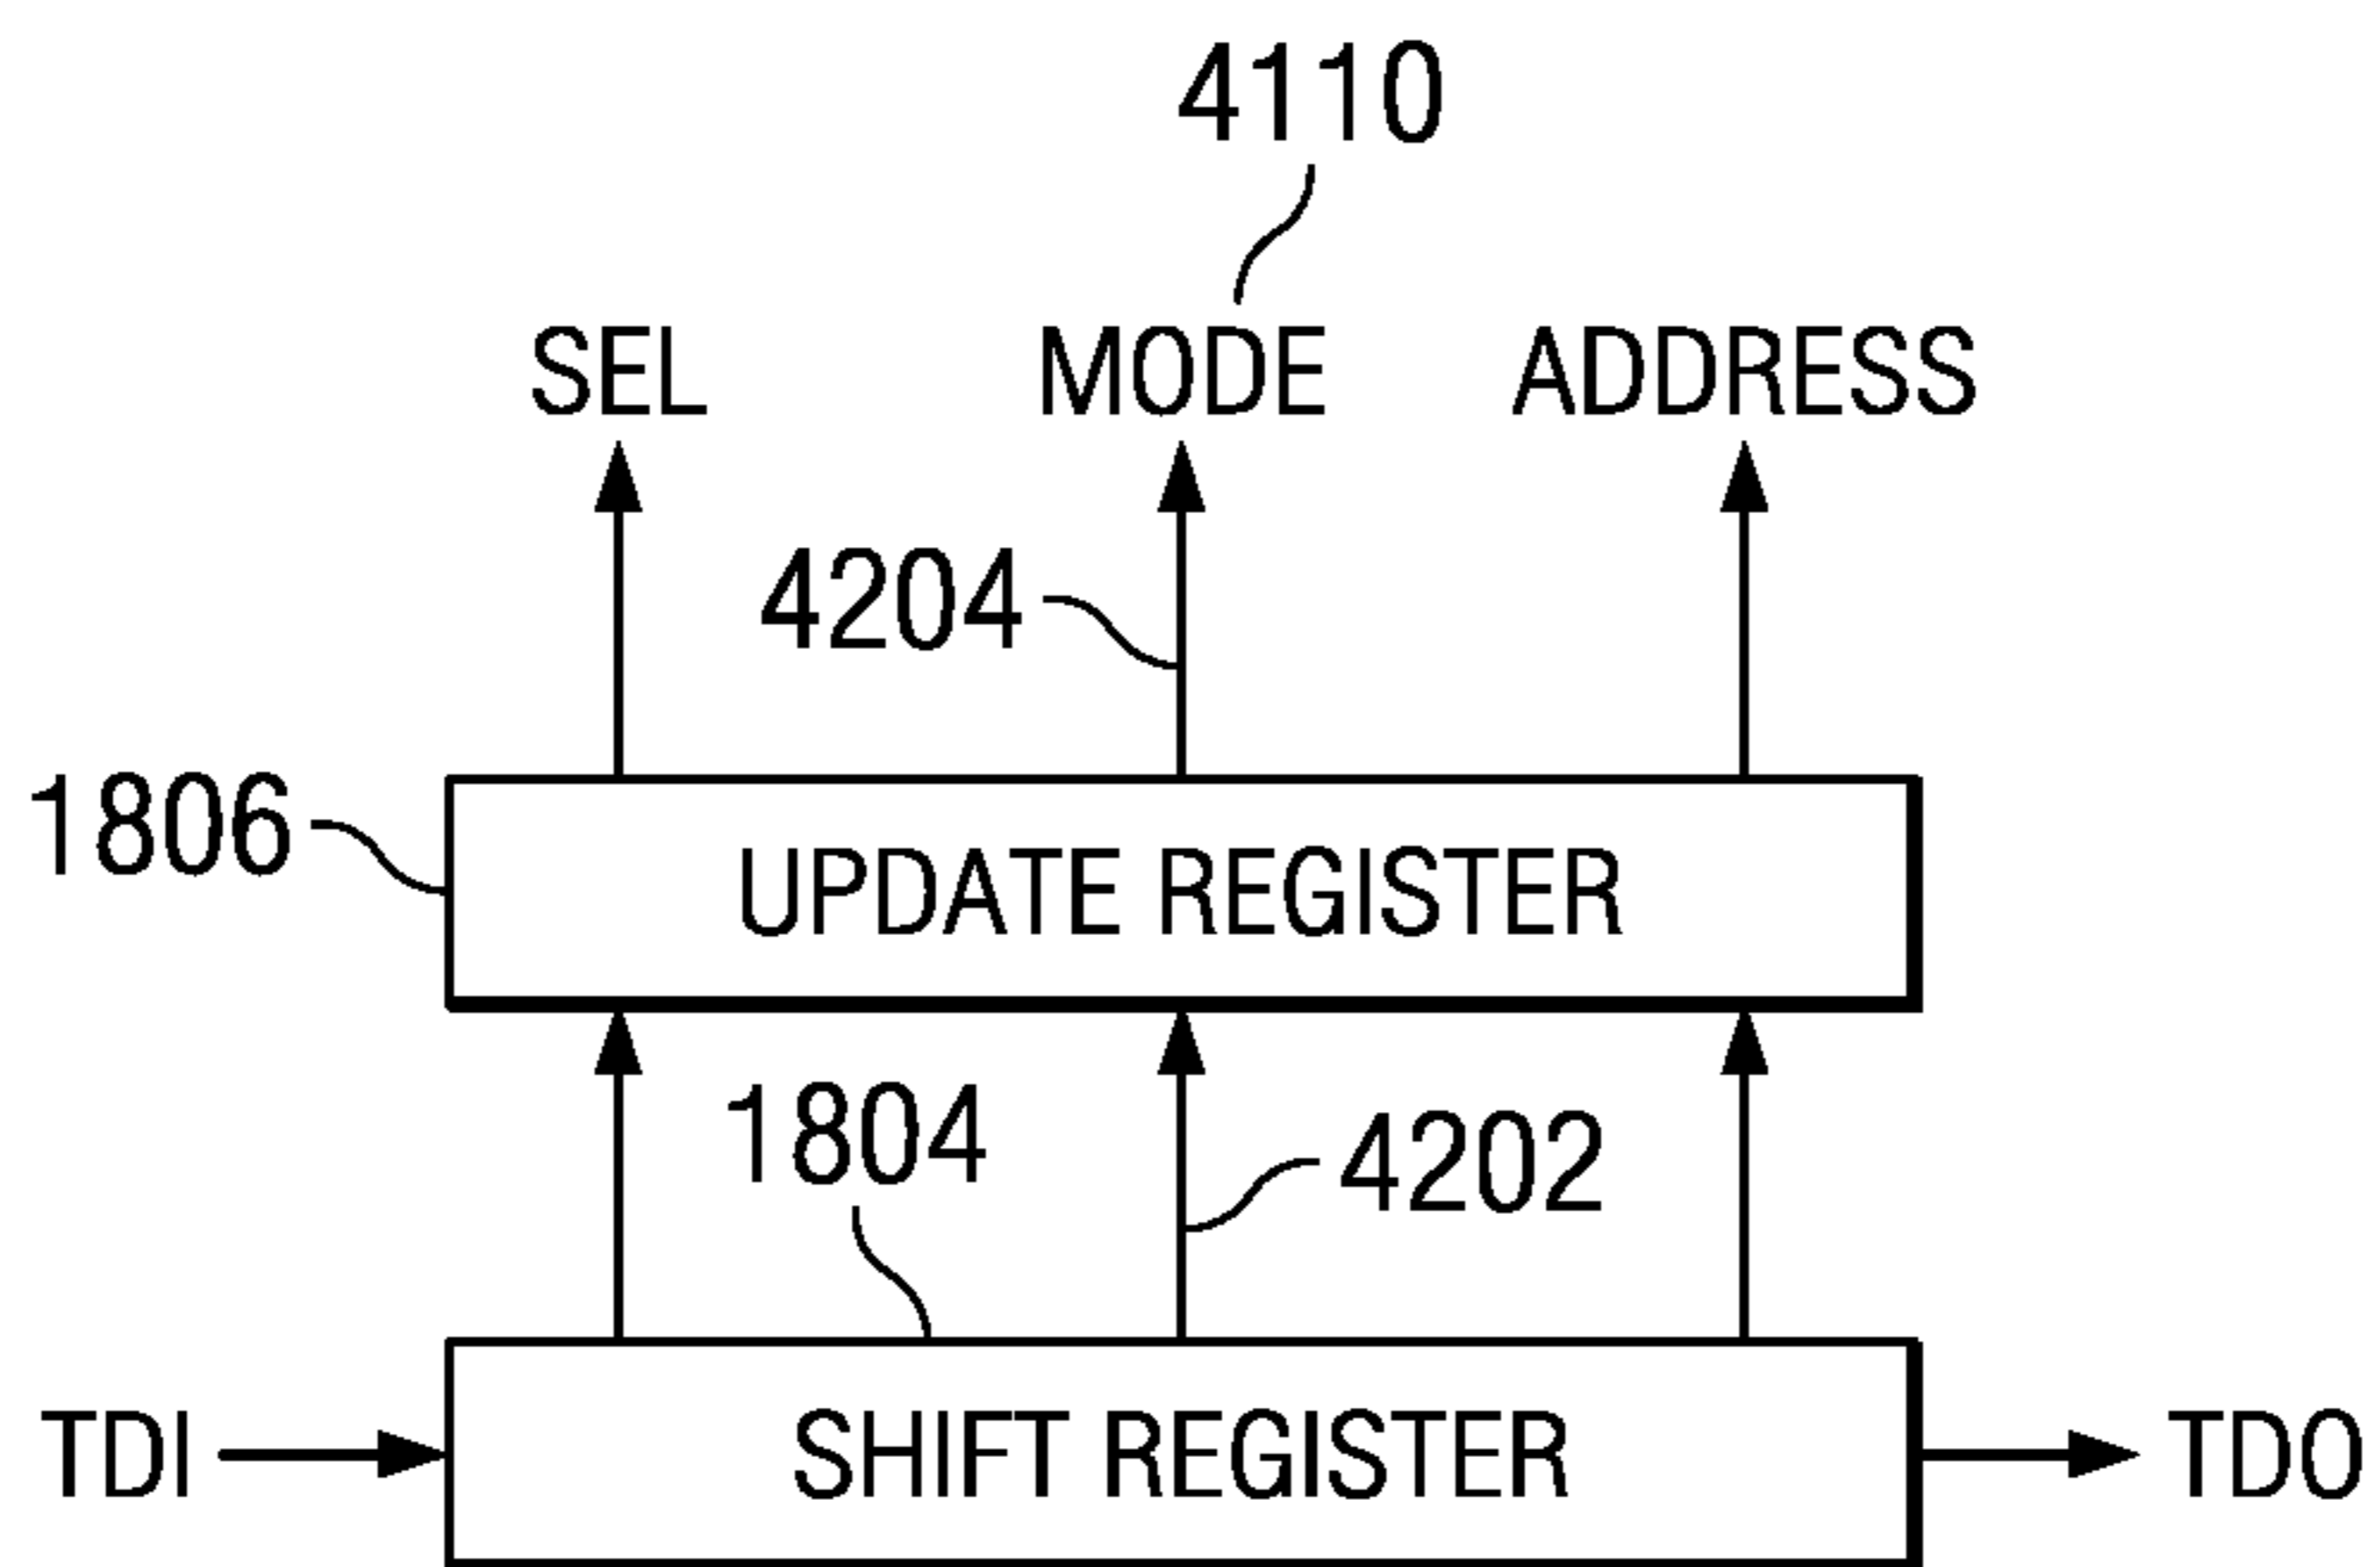 4110
SEL MODE ADDRESS
4204
1806 UPDATE REGISTER
1804 4202
TDI SHIFT REGISTER TDO